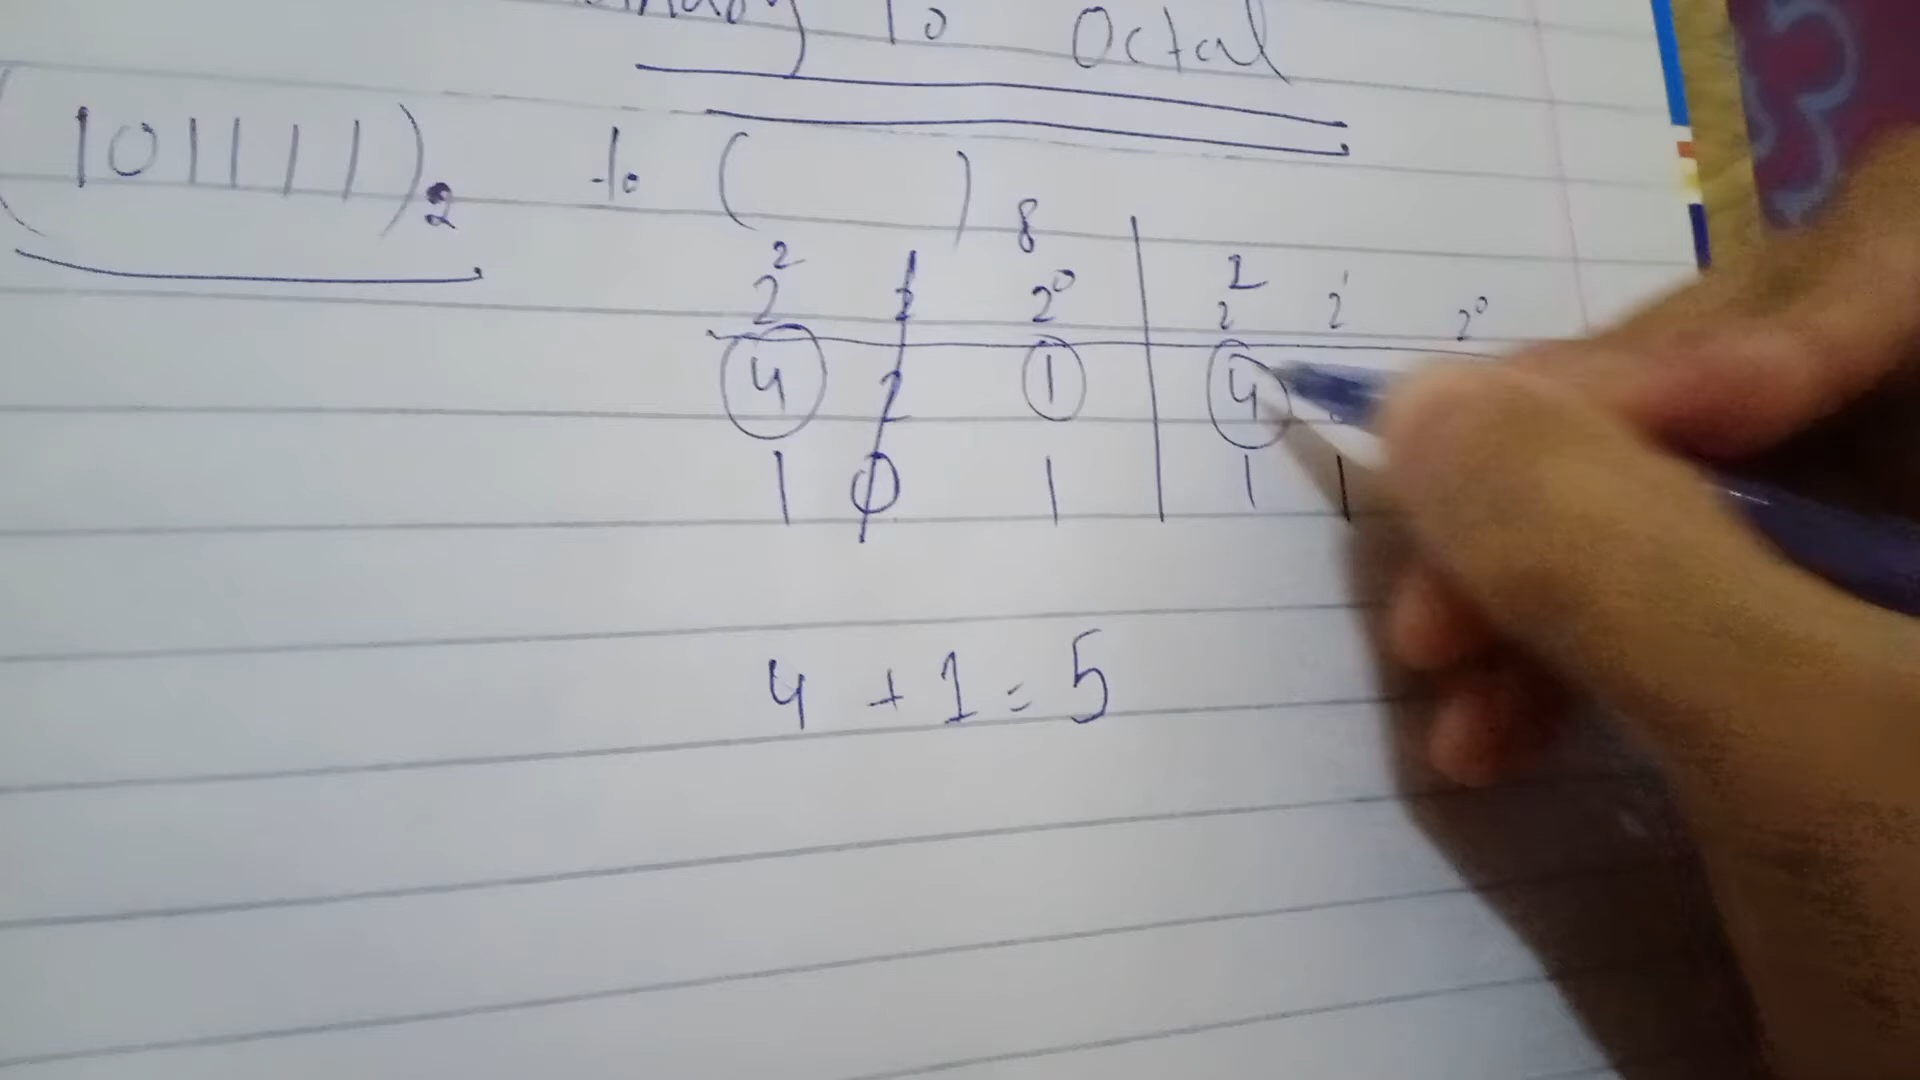 To Octal
(101111)₂ to ( )₈
2² 2 2⁰ 2² 2¹ 2⁰
4 2 1 4
1 0 1 1 1
4 + 1 = 5